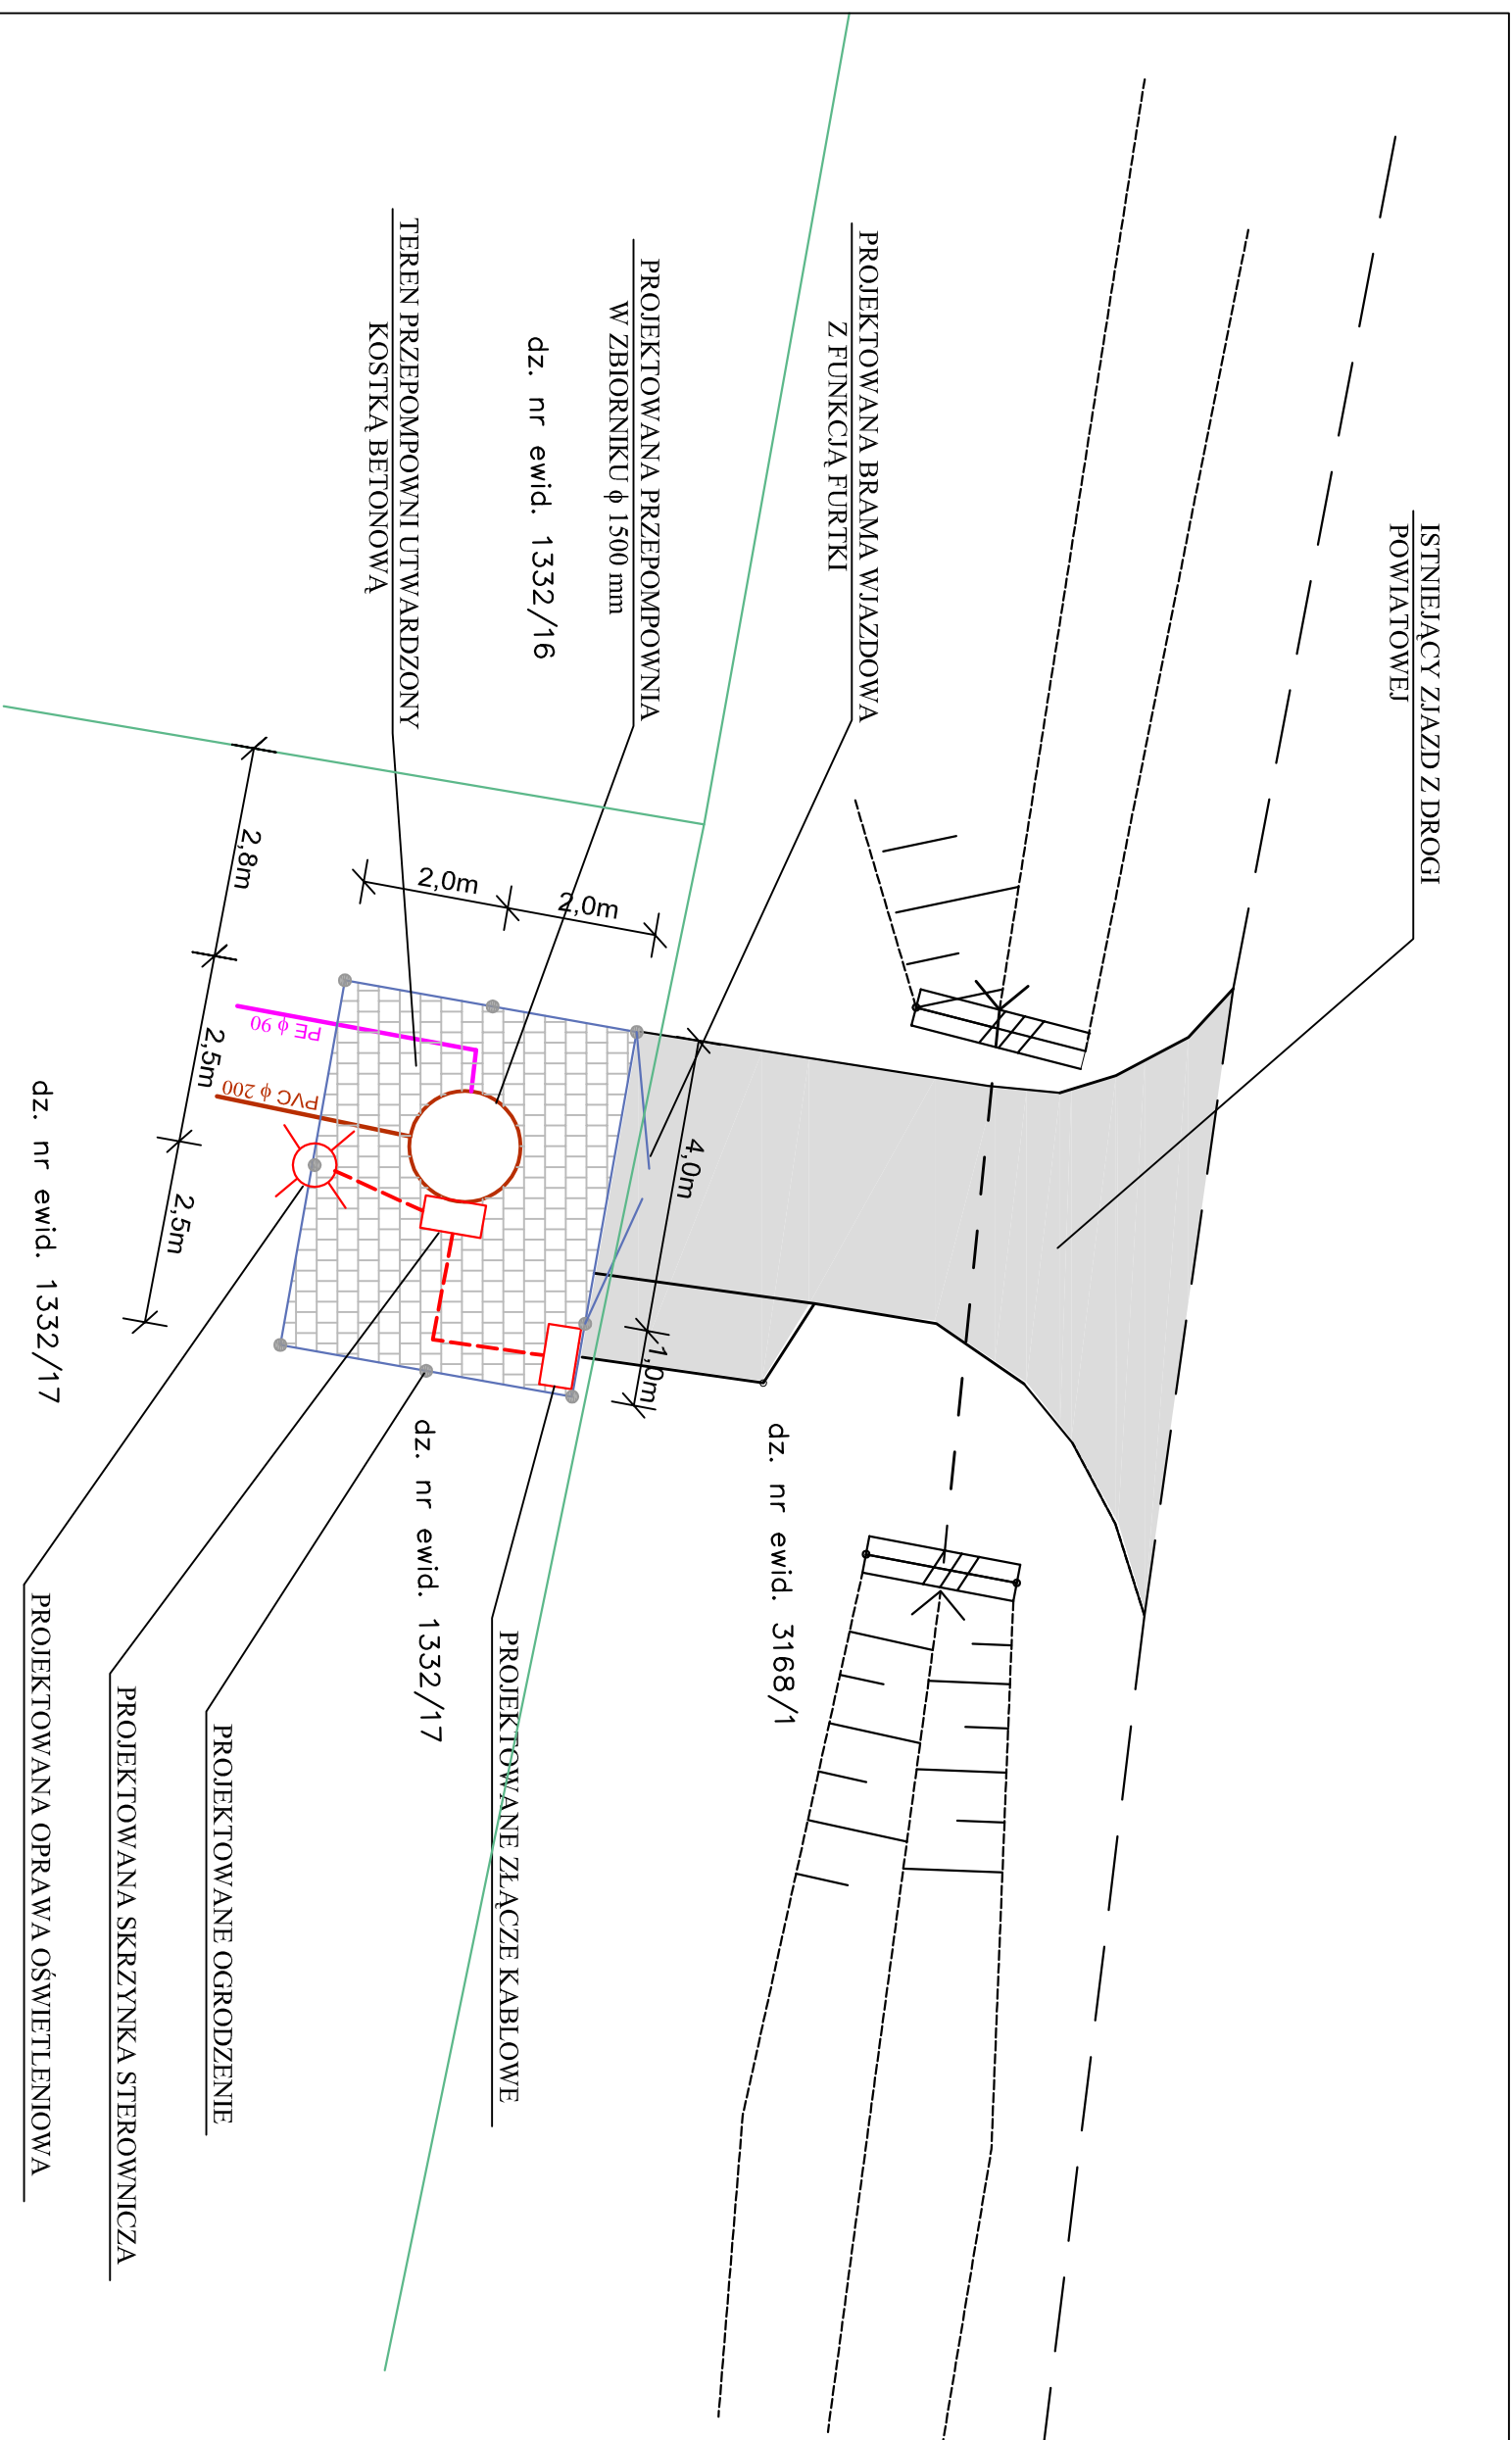 ISTNIEJĄCY ZJAZD Z DROGI
POWIATOWEJ
PROJEKTOWANA BRAMA WJAZDOWA
Z FUNKCJĄ FURTKI
PROJEKTOWANA PRZEPOMPOWNIA
W ZBIORNIKU ϕ 1500 mm
dz. nr ewid. 1332/16
TEREN PRZEPOMPOWNI UTWARDZONY
KOSTKĄ BETONOWĄ
2,0m
2,0m
4,0m
1,0m
2,8m
2,5m
2,5m
PE ϕ 90
PVC ϕ 200
dz. nr ewid. 3168/1
dz. nr ewid. 1332/17
dz. nr ewid. 1332/17
PROJEKTOWANE ZŁĄCZE KABLOWE
PROJEKTOWANE OGRODZENIE
PROJEKTOWANA SKRZYNKA STEROWNICZA
PROJEKTOWANA OPRAWA OŚWIETLENIOWA